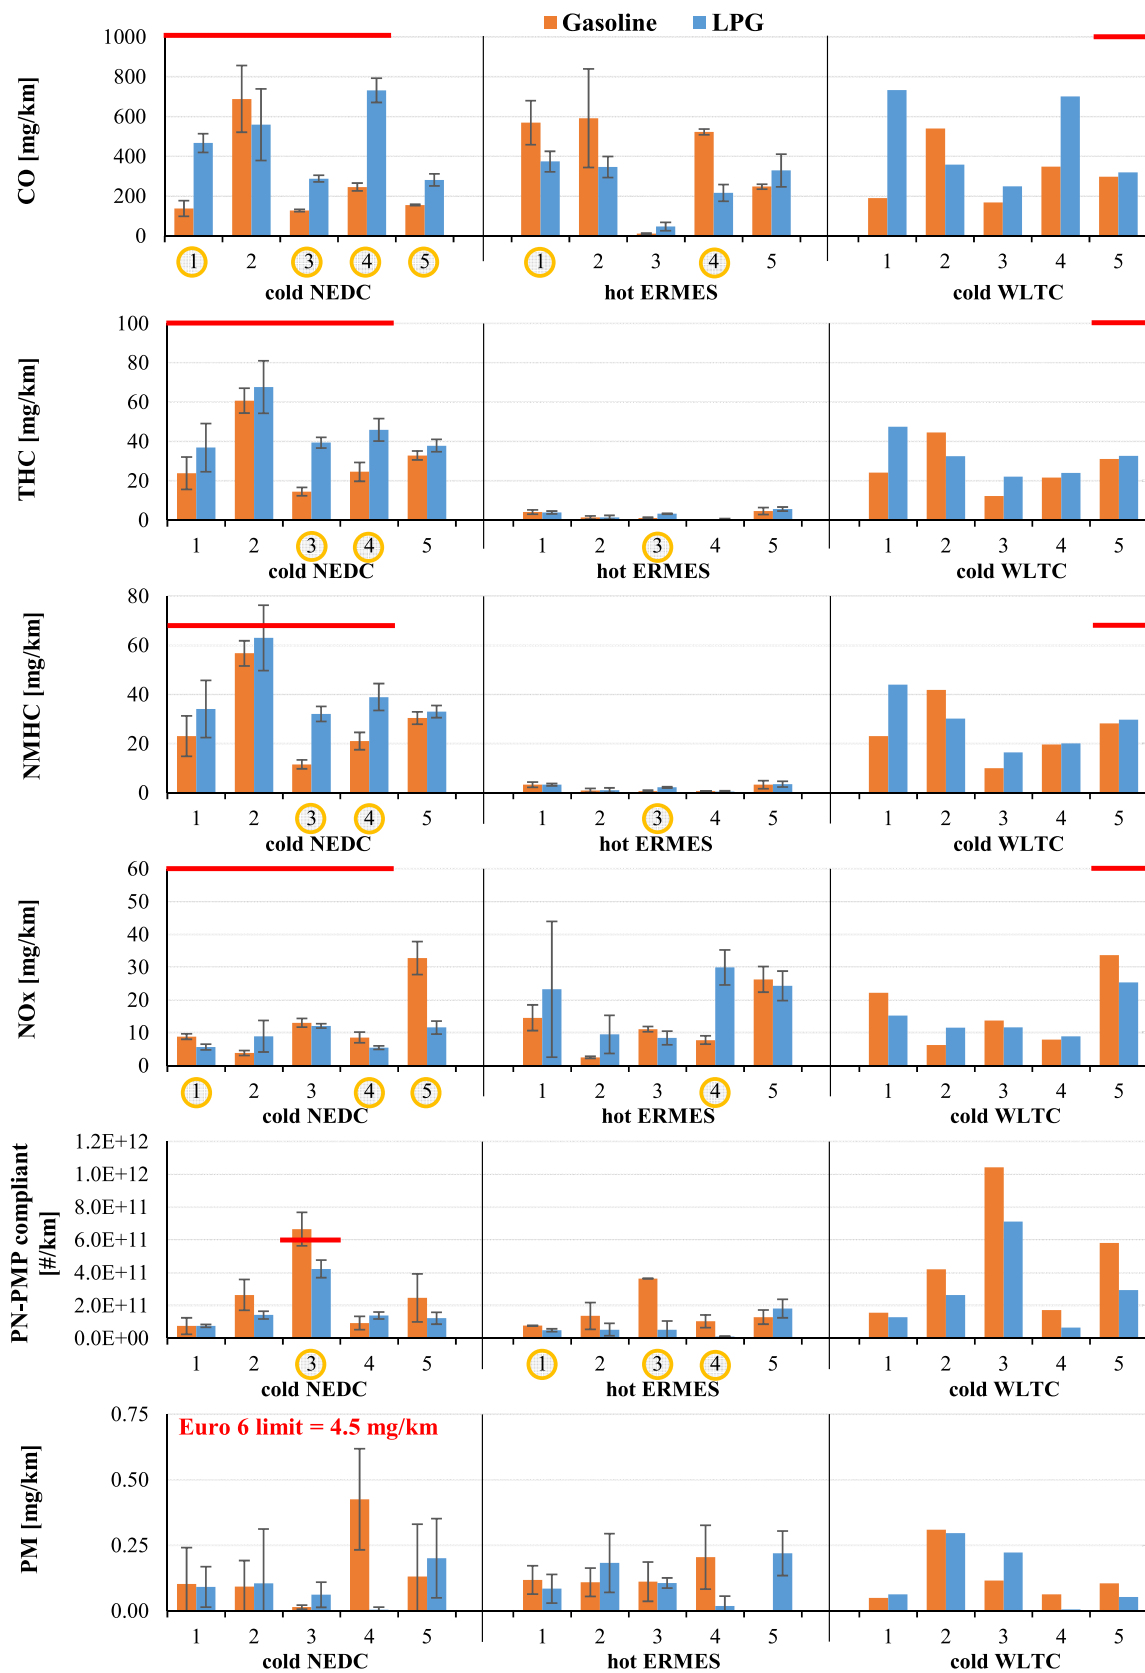 Gasoline LPG
CO [mg/km]
1000
800
600
400
200
0
1 2 3 4 5 1 2 3 4 5 1 2 3 4 5
cold NEDC hot ERMES cold WLTC
THC [mg/km]
100
80
60
40
20
0
1 2 3 4 5 1 2 3 4 5 1 2 3 4 5
cold NEDC hot ERMES cold WLTC
NMHC [mg/km]
80
60
40
20
0
1 2 3 4 5 1 2 3 4 5 1 2 3 4 5
cold NEDC hot ERMES cold WLTC
NOx [mg/km]
60
50
40
30
20
10
0
1 2 3 4 5 1 2 3 4 5 1 2 3 4 5
cold NEDC hot ERMES cold WLTC
PN-PMP compliant
[#/km]
1.2E+12
1.0E+12
8.0E+11
6.0E+11
4.0E+11
2.0E+11
0.0E+00
1 2 3 4 5 1 2 3 4 5 1 2 3 4 5
cold NEDC hot ERMES cold WLTC
PM [mg/km]
0.75
Euro 6 limit = 4.5 mg/km
0.50
0.25
0.00
1 2 3 4 5 1 2 3 4 5 1 2 3 4 5
cold NEDC hot ERMES cold WLTC